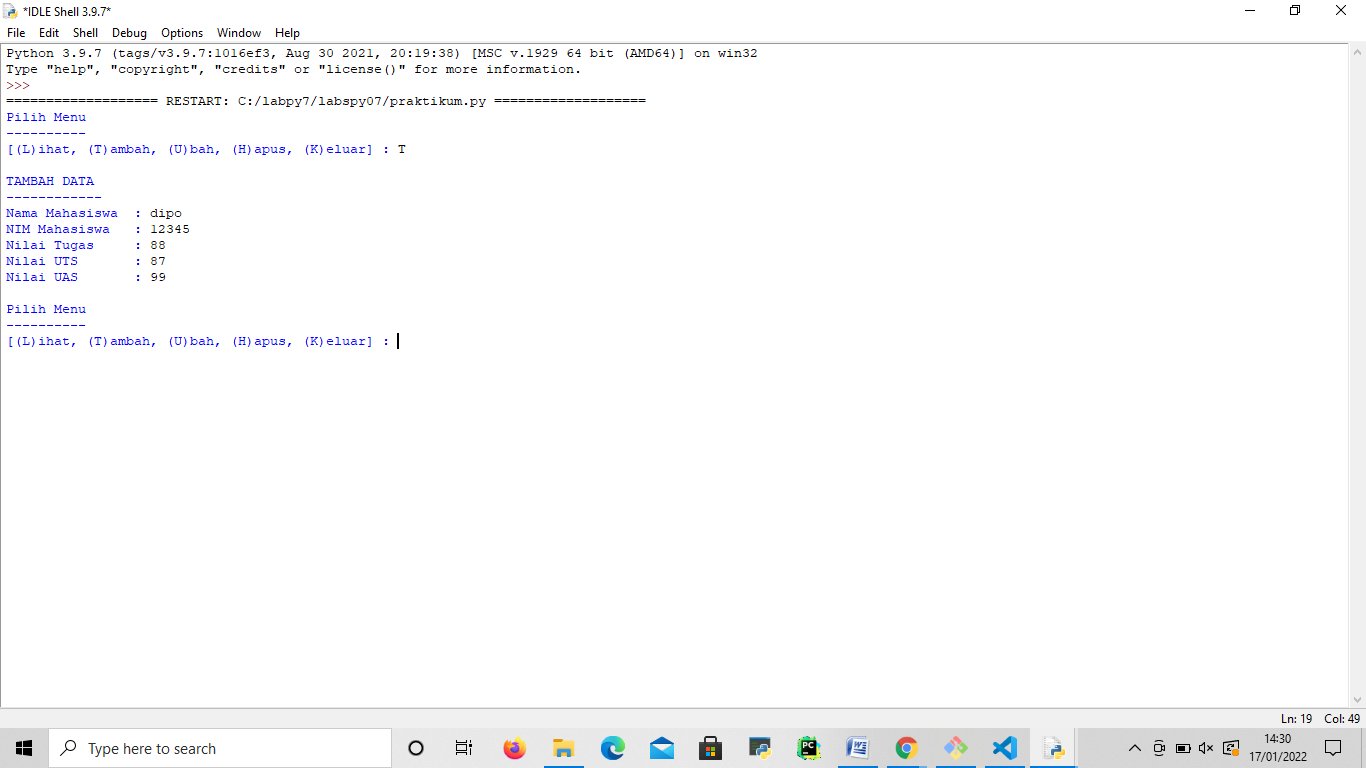 *IDLE Shell 3.9.7*
File Edit Shell Debug Options Window Help
Python 3.9.7 (tags/v3.9.7:1016ef3, Aug 30 2021, 20:19:38) [MSC v.1929 64 bit (AMD64)] on win32
Type "help", "copyright", "credits" or "license()" for more information.
>>>
=================== RESTART: C:/labpy7/labspy07/praktikum.py ===================
Pilih Menu
----------
[(L)ihat, (T)ambah, (U)bah, (H)apus, (K)eluar] : T
TAMBAH DATA
------------
Nama Mahasiswa  : dipo
NIM Mahasiswa   : 12345
Nilai Tugas     : 88
Nilai UTS       : 87
Nilai UAS       : 99
Pilih Menu
----------
[(L)ihat, (T)ambah, (U)bah, (H)apus, (K)eluar] :
Ln: 19 Col: 49
Type here to search
PC
W
14:30
17/01/2022